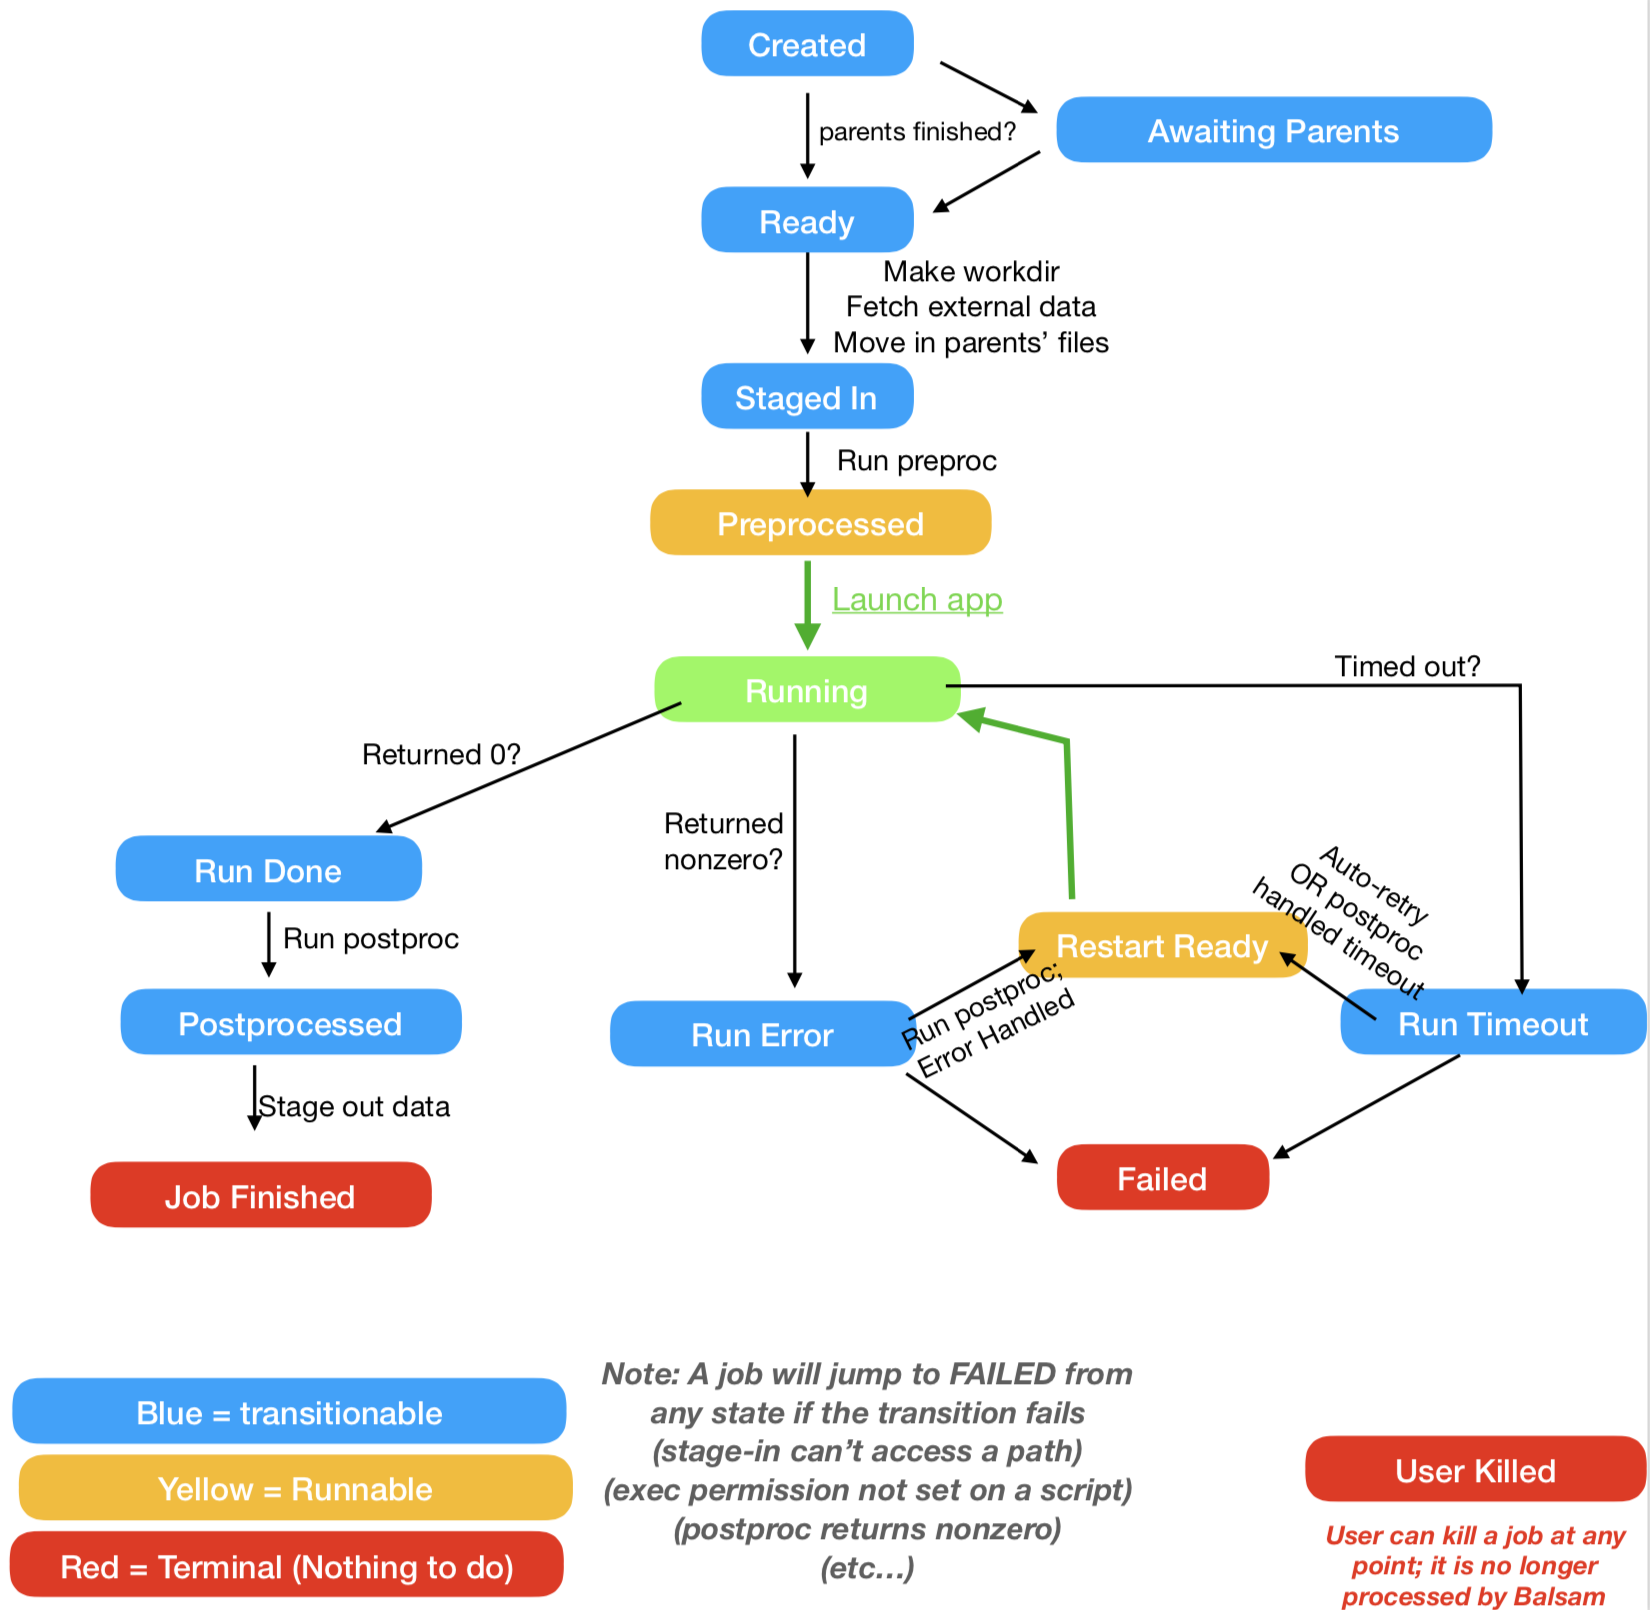 Created
parents finished?
Awaiting Parents
Ready
Make workdir
Fetch external data
Move in parents’ files
Staged In
Run preproc
Preprocessed
Launch app
Running
Timed out?
Returned 0?
Returned
nonzero?
Run Done
Run postproc
Postprocessed
Stage out data
Job Finished
Auto-retry
OR postproc
handled timeout
Restart Ready
Run postproc;
Error Handled
Run Error
Run Timeout
Failed
Blue = transitionable
Yellow = Runnable
Red = Terminal (Nothing to do)
Note: A job will jump to FAILED from
any state if the transition fails
(stage-in can’t access a path)
(exec permission not set on a script)
(postproc returns nonzero)
(etc…)
User Killed
User can kill a job at any
point; it is no longer
processed by Balsam